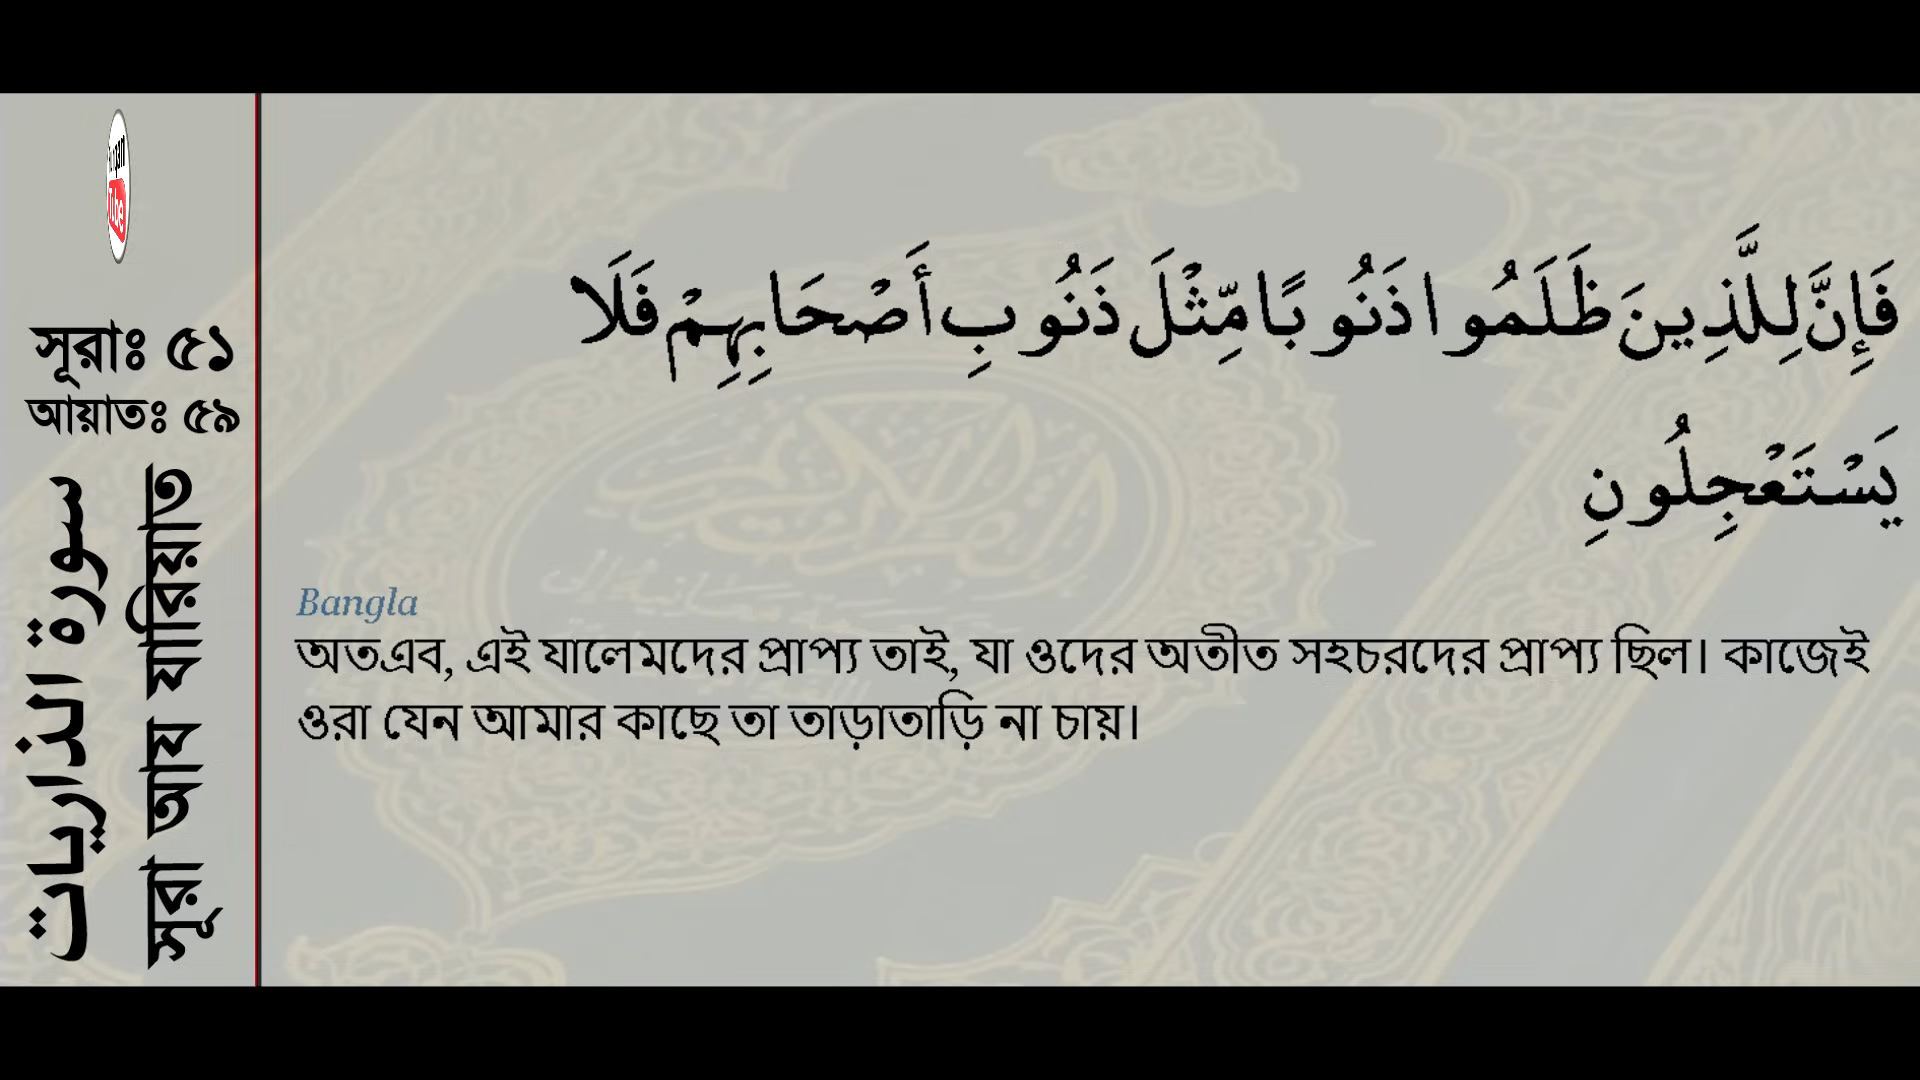 সূরাঃ ৫১
আয়াতঃ ৫৯
سورة الذاريات
সূরা আয যারিয়াত
فَإِنَّ لِلَّذِينَ ظَلَمُوا ذَنُوبًا مِّثْلَ ذَنُوبِ أَصْحَابِهِمْ فَلَا
يَسْتَعْجِلُونِ
Bangla
অতএব, এই যালেমদের প্রাপ্য তাই, যা ওদের অতীত সহচরদের প্রাপ্য ছিল। কাজেই
ওরা যেন আমার কাছে তা তাড়াতাড়ি না চায়।